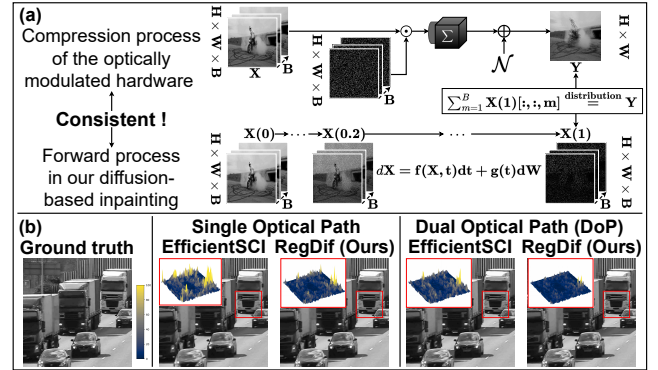 (a)
Compression process
of the optically
modulated hardware
Consistent !
Forward process
in our diffusion-
based inpainting
H × W × B
X
B
H × W × B
B
Σ
𝒩
Y
H × W
∑_{m=1}^{B} X(1)[:,:,m] \overset{distribution}{=} Y
X(0) ... X(0.2) ... X(1)
H × W × B
B
B
dX = f(X,t)dt + g(t)dW
B
H × W × B
(b)
Ground truth
Single Optical Path
EfficientSCI RegDif (Ours)
Dual Optical Path (DoP)
EfficientSCI RegDif (Ours)